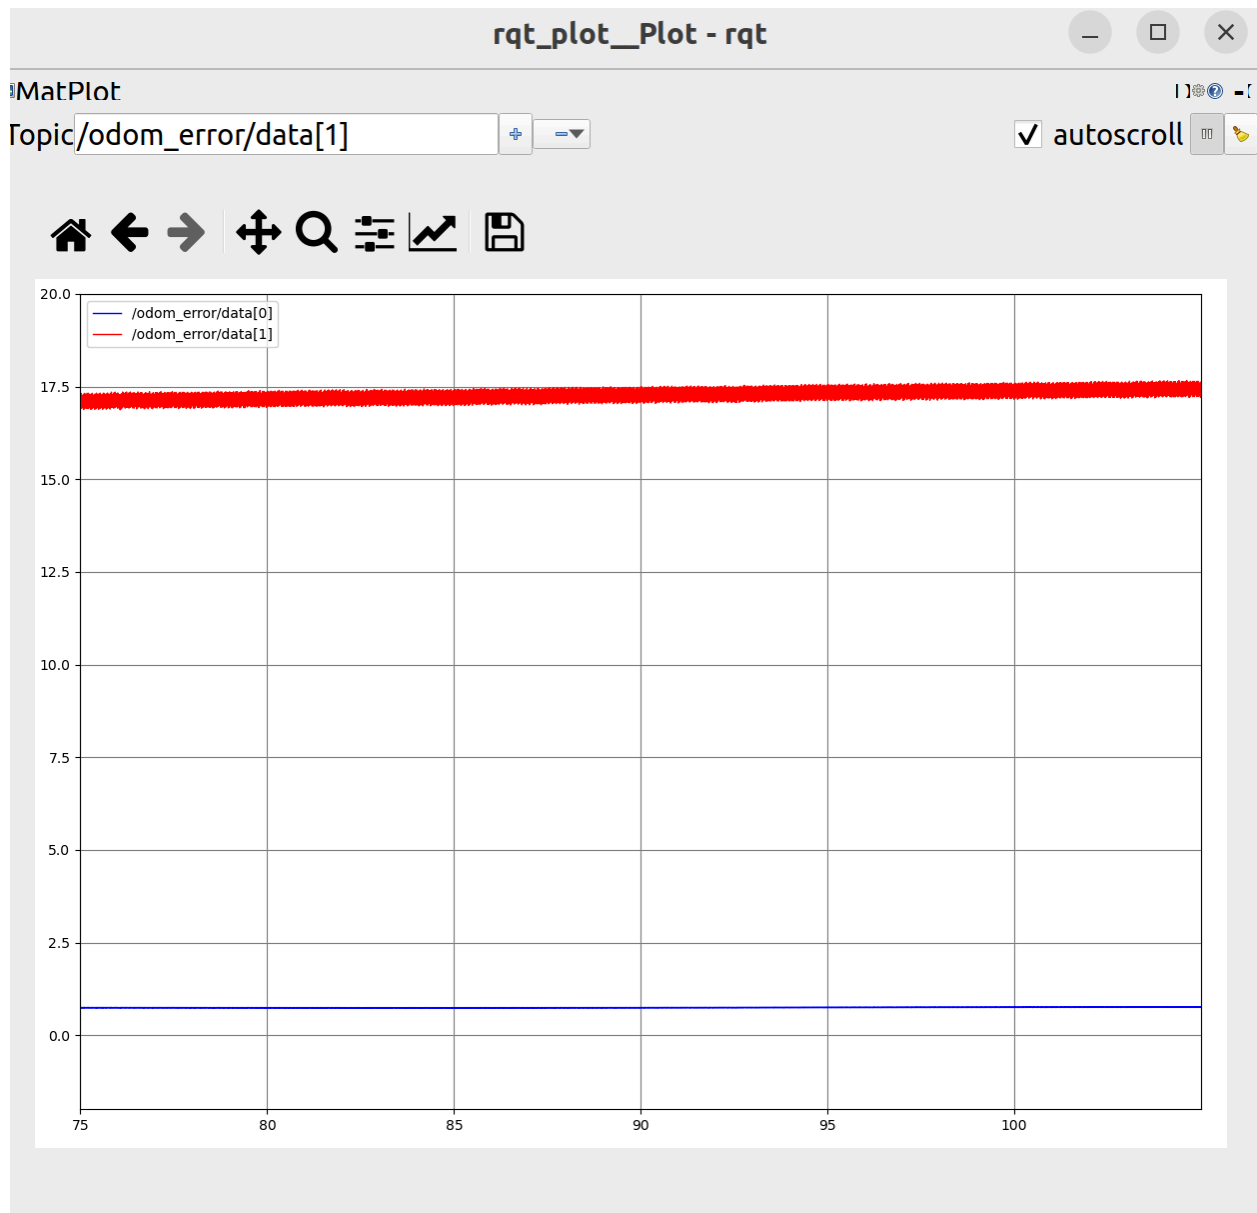 rqt_plot__Plot - rqt
MatPlot
Topic /odom_error/data[1]
autoscroll
20.0
/odom_error/data[0]
/odom_error/data[1]
17.5
15.0
12.5
10.0
7.5
5.0
2.5
0.0
75 80 85 90 95 100